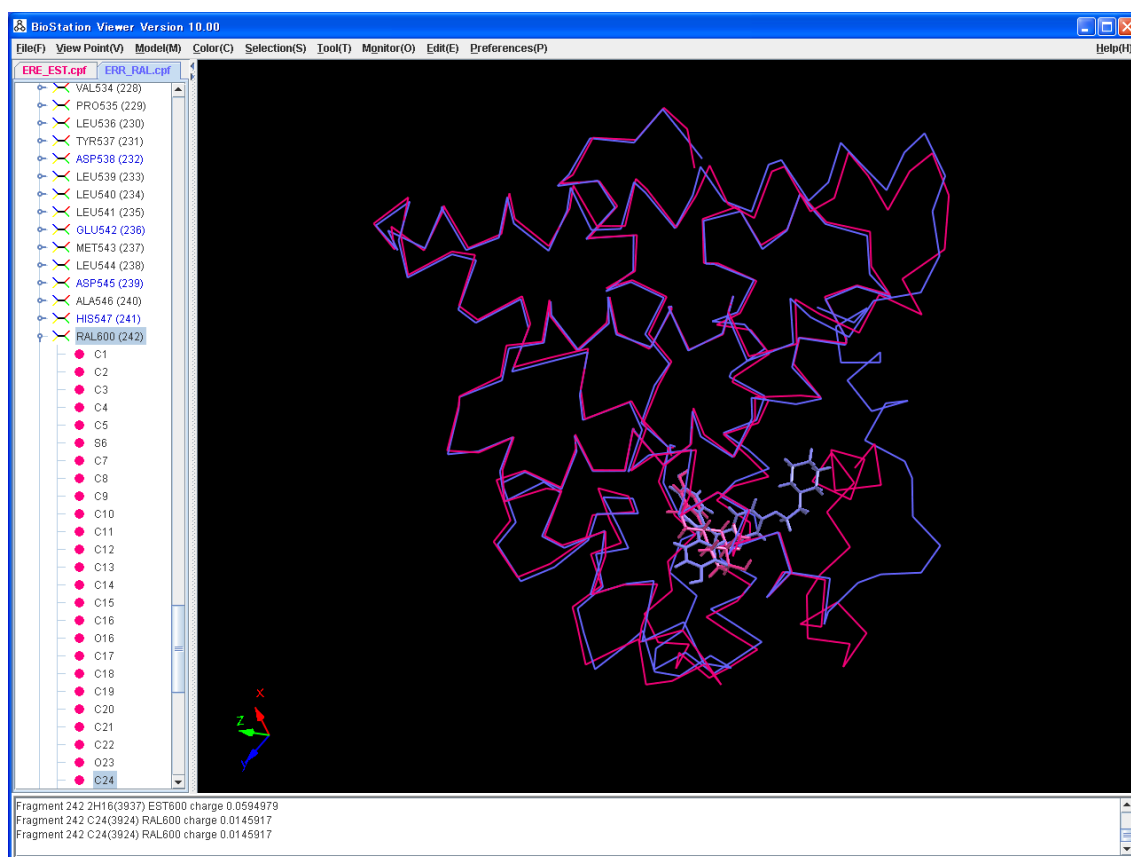 BioStation Viewer Version 10.00
File(F) View Point(V) Model(M) Color(C) Selection(S) Tool(T) Monitor(O) Edit(E) Preferences(P) Help(H)
ERE_EST.cpf ERR_RAL.cpf
VAL534 (228)
PRO535 (229)
LEU536 (230)
TYR537 (231)
ASP538 (232)
LEU539 (233)
LEU540 (234)
LEU541 (235)
GLU542 (236)
MET543 (237)
LEU544 (238)
ASP545 (239)
ALA546 (240)
HIS547 (241)
RAL600 (242)
C1
C2
C3
C4
C5
S6
C7
C8
C9
C10
C11
C12
C13
C14
C15
C16
O16
C17
C18
C19
C20
C21
C22
O23
C24
X
Z
Y
Fragment 242 2H16(3937) EST600 charge 0.0594979
Fragment 242 C24(3924) RAL600 charge 0.0145917
Fragment 242 C24(3924) RAL600 charge 0.0145917